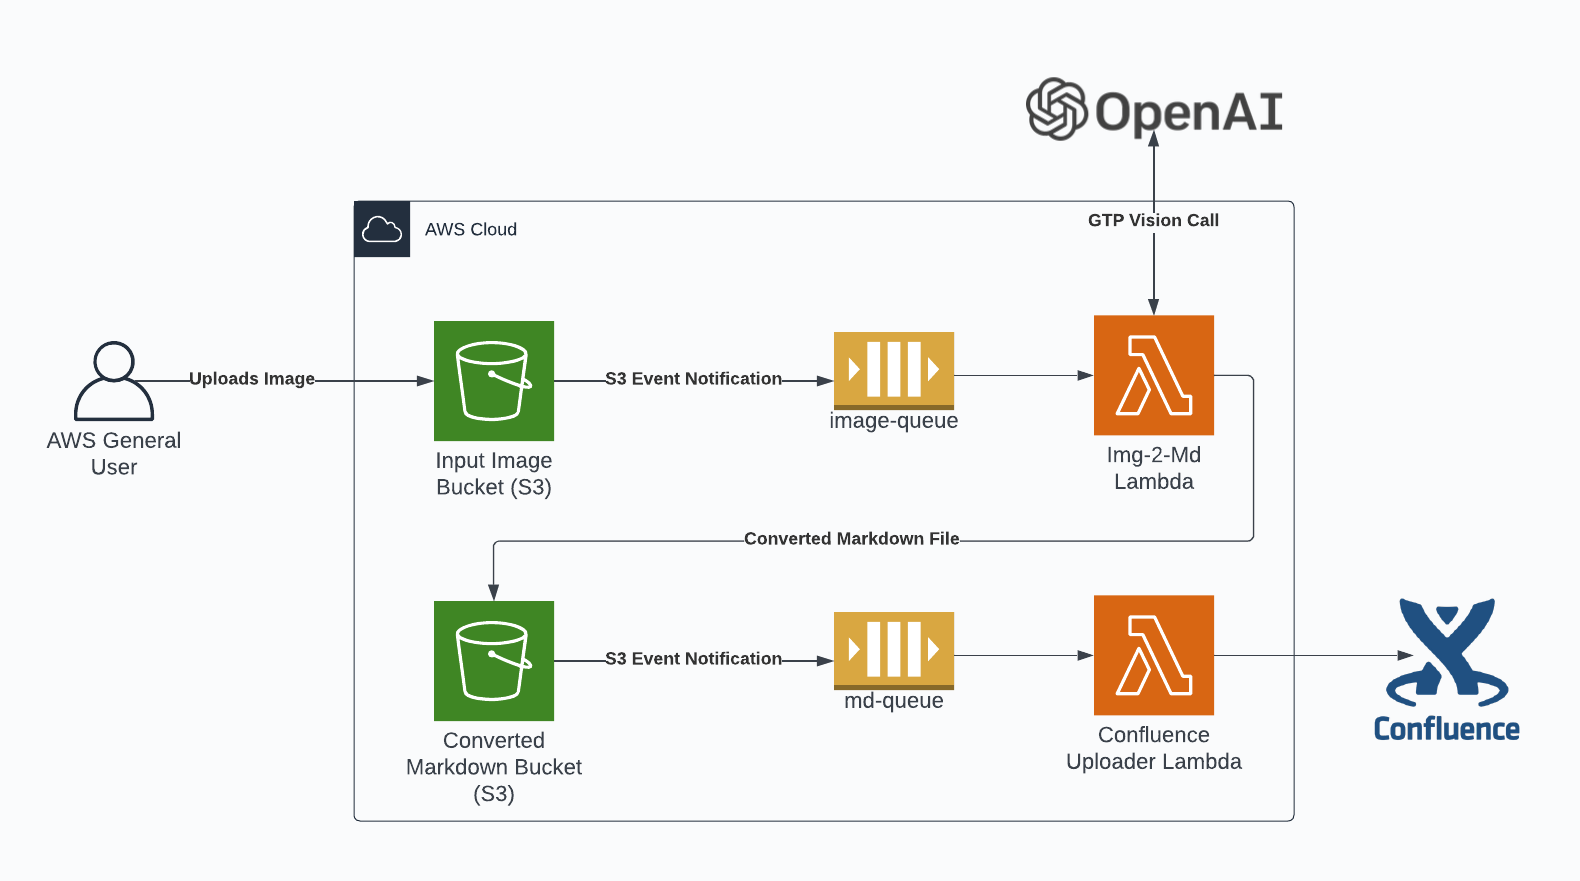 OpenAI
GTP Vision Call
AWS Cloud
Uploads Image
S3 Event Notification
image-queue
AWS General
User
Input Image
Bucket (S3)
Img-2-Md
Lambda
Converted Markdown File
S3 Event Notification
md-queue
Converted
Markdown Bucket
(S3)
Confluence
Uploader Lambda
Confluence